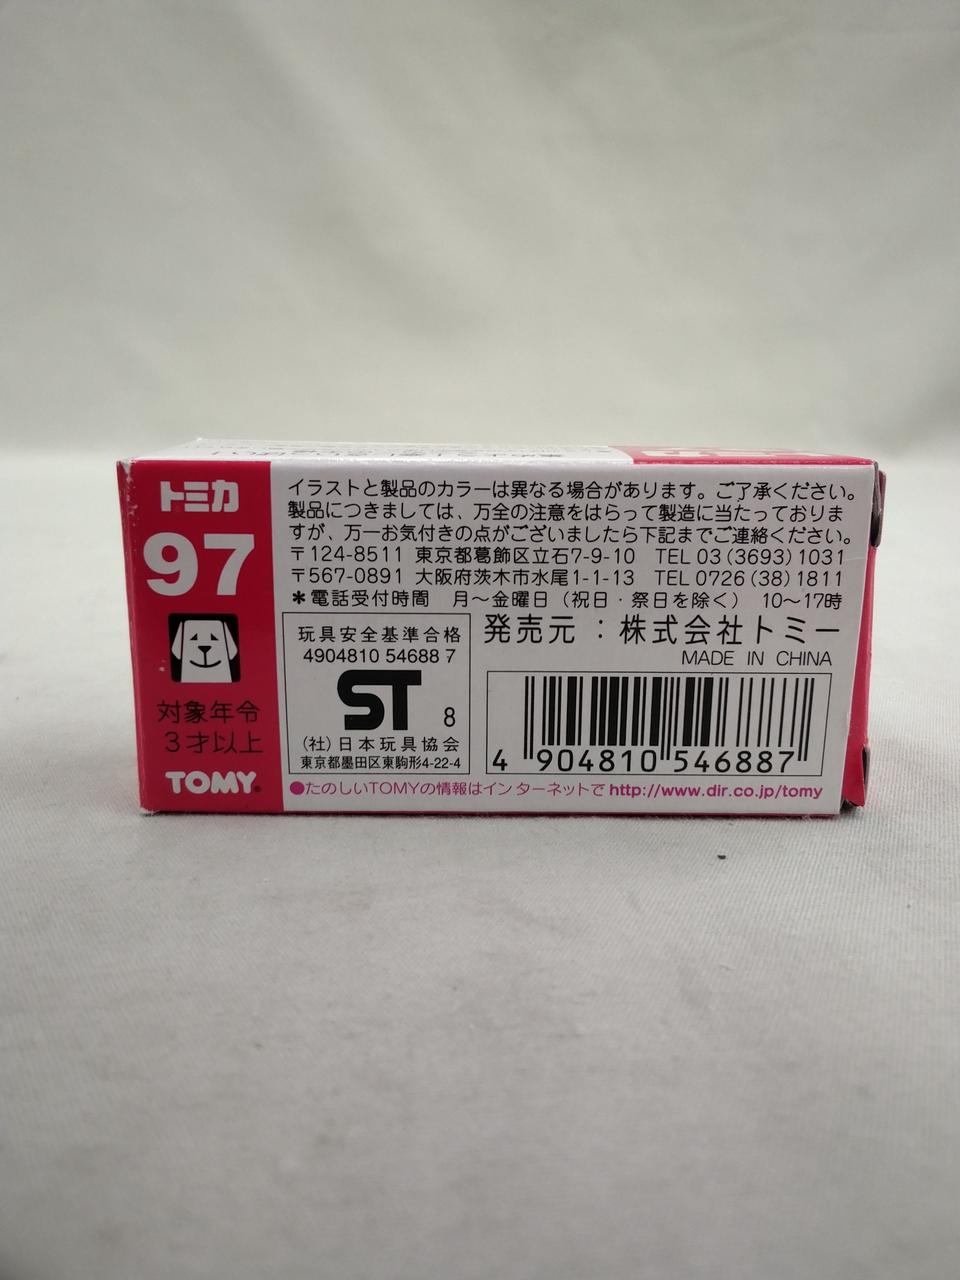 トミカ
97
対象年令
3才以上
TOMY
イラストと製品のカラーは異なる場合があります。ご了承ください。
製品につきましては、万全の注意をはらって製造に当たっておりま
すが、万一お気付きの点がございましたら下記までご連絡ください。
〒124-8511 東京都葛飾区立石7-9-10 TEL 03(3693)1031
〒567-0891 大阪府茨木市水尾1-1-13 TEL 0726(38)1811
＊電話受付時間 月～金曜日(祝日・祭日を除く) 10～17時
玩具安全基準合格
4904810 54688 7
ST 8
(社)日本玩具協会
東京都墨田区東駒形4-22-4
発売元:株式会社トミー
MADE IN CHINA
4 904810 546887
●たのしいTOMYの情報はインターネットで http://www.dir.co.jp/tomy